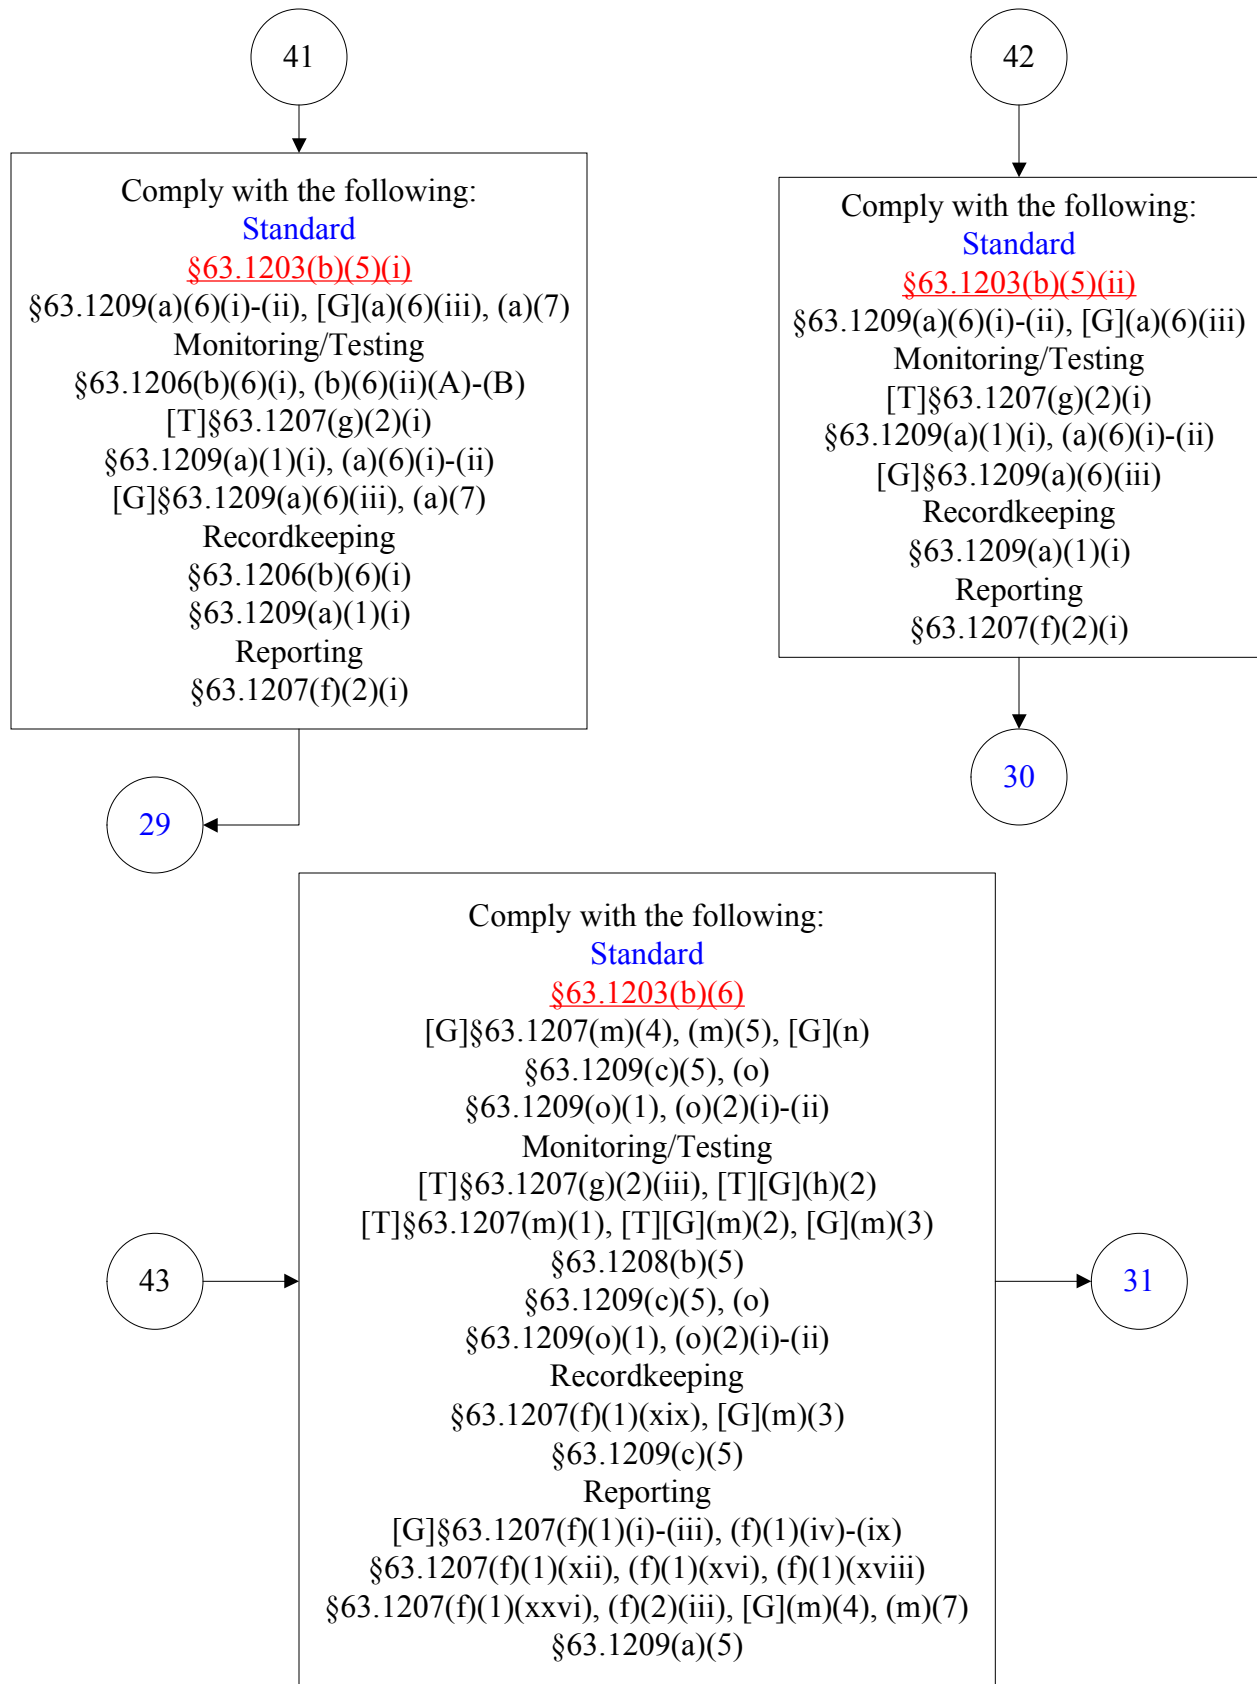 41
Comply with the following:
Standard
§63.1203(b)(5)(i)
§63.1209(a)(6)(i)-(ii), [G](a)(6)(iii), (a)(7)
Monitoring/Testing
§63.1206(b)(6)(i), (b)(6)(ii)(A)-(B)
[T]§63.1207(g)(2)(i)
§63.1209(a)(1)(i), (a)(6)(i)-(ii)
[G]§63.1209(a)(6)(iii), (a)(7)
Recordkeeping
§63.1206(b)(6)(i)
§63.1209(a)(1)(i)
Reporting
§63.1207(f)(2)(i)
29
42
Comply with the following:
Standard
§63.1203(b)(5)(ii)
§63.1209(a)(6)(i)-(ii), [G](a)(6)(iii)
Monitoring/Testing
[T]§63.1207(g)(2)(i)
§63.1209(a)(1)(i), (a)(6)(i)-(ii)
[G]§63.1209(a)(6)(iii)
Recordkeeping
§63.1209(a)(1)(i)
Reporting
§63.1207(f)(2)(i)
30
43
Comply with the following:
Standard
§63.1203(b)(6)
[G]§63.1207(m)(4), (m)(5), [G](n)
§63.1209(c)(5), (o)
§63.1209(o)(1), (o)(2)(i)-(ii)
Monitoring/Testing
[T]§63.1207(g)(2)(iii), [T][G](h)(2)
[T]§63.1207(m)(1), [T][G](m)(2), [G](m)(3)
§63.1208(b)(5)
§63.1209(c)(5), (o)
§63.1209(o)(1), (o)(2)(i)-(ii)
Recordkeeping
§63.1207(f)(1)(xix), [G](m)(3)
§63.1209(c)(5)
Reporting
[G]§63.1207(f)(1)(i)-(iii), (f)(1)(iv)-(ix)
§63.1207(f)(1)(xii), (f)(1)(xvi), (f)(1)(xviii)
§63.1207(f)(1)(xxvi), (f)(2)(iii), [G](m)(4), (m)(7)
§63.1209(a)(5)
31